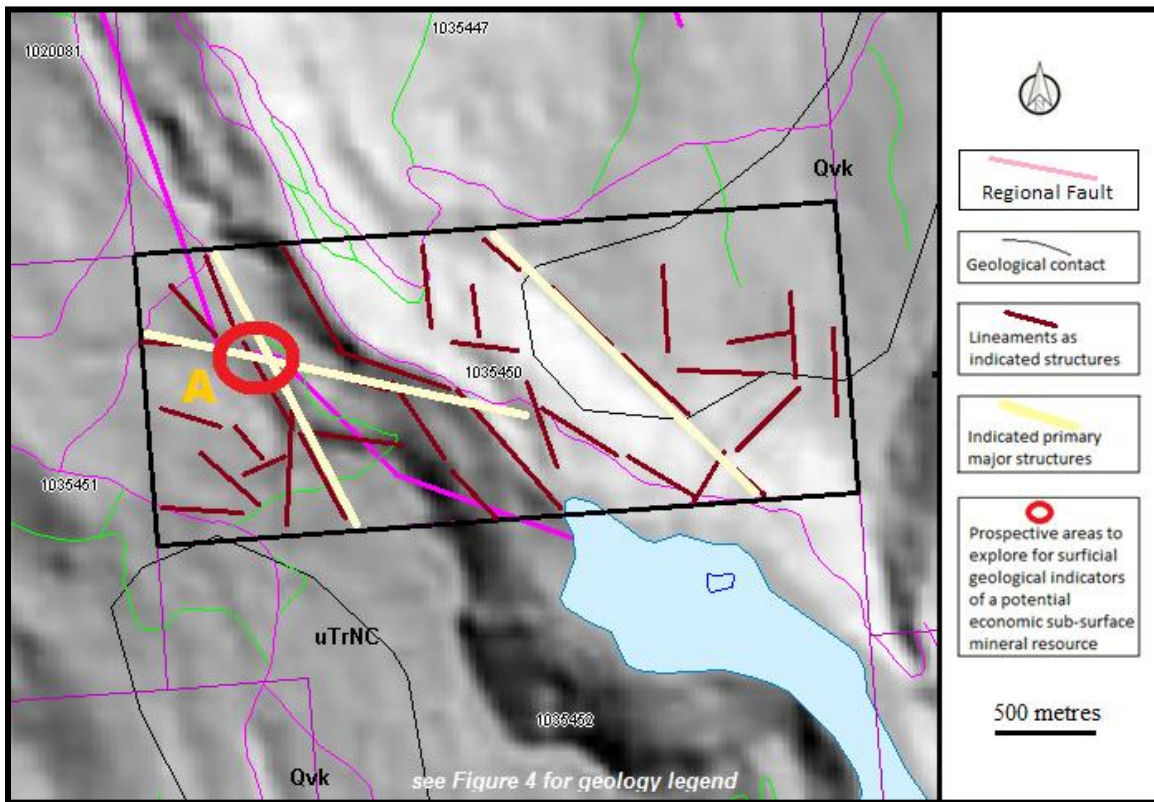 1035447
1020081
Qvk
A
1035450
1035451
uTrNC
1035452
Qvk
see Figure 4 for geology legend
Regional Fault
Geological contact
Lineaments as
indicated structures
Indicated primary
major structures
Prospective areas to
explore for surficial
geological indicators
of a potential
economic sub-surface
mineral resource
500 metres